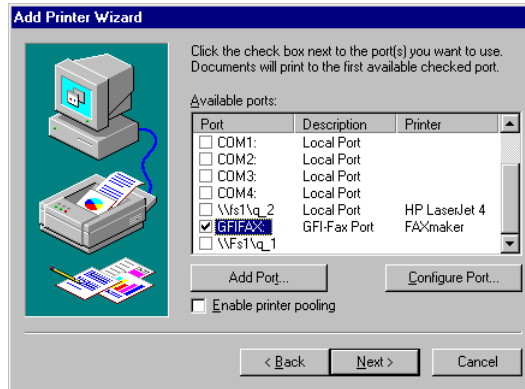 Add Printer Wizard
Click the check box next to the port(s) you want to use.
Documents will print to the first available checked port.
Available ports:
Port Description Printer
COM1: Local Port
COM2: Local Port
COM3: Local Port
COM4: Local Port
\\fs1\q_2 Local Port HP LaserJet 4
GFIFAX: GFI-Fax Port FAXmaker
\\Fs1\q_1
Add Port... Configure Port...
Enable printer pooling
< Back Next > Cancel